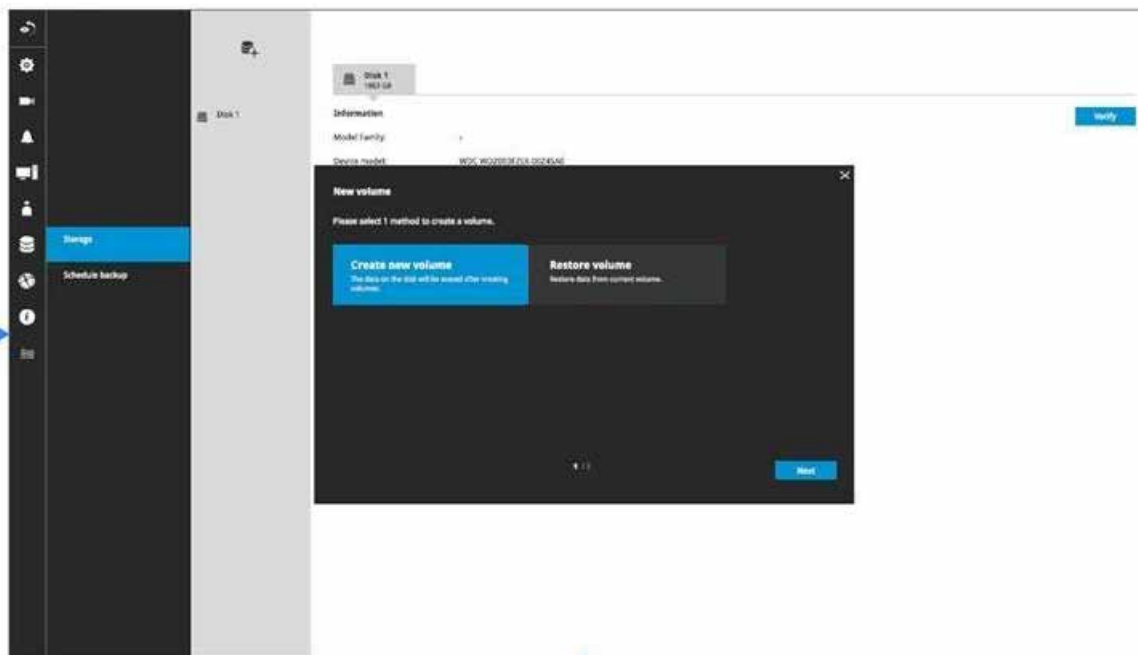 Disk 1
Disk 1
Information
Verify
Model Family: -
Device model:
Storage
Schedule backup
New volume
Please select 1 method to create a volume.
Create new volume
The data on the disk will be erased after creating
volumes.
Restore volume
Restore data from current volume.
Next